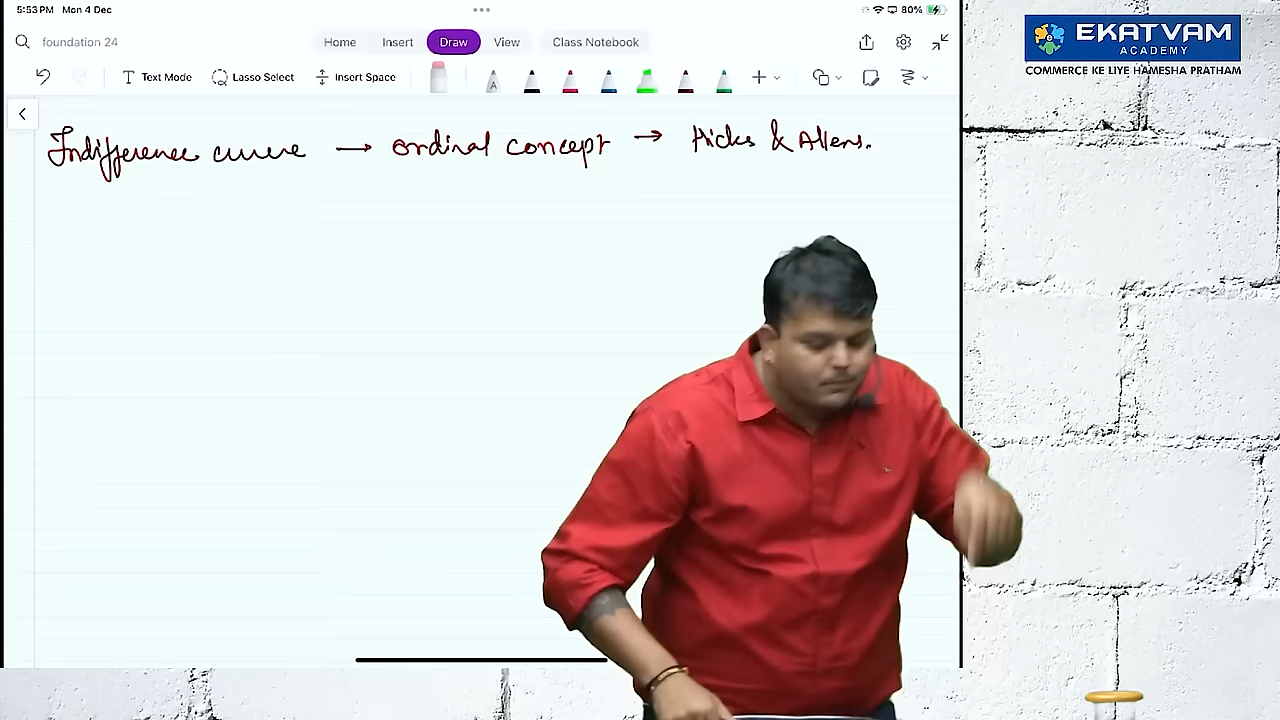 5:53 PM Mon 4 Dec
80%
foundation 24
Home Insert Draw View Class Notebook
Text Mode Lasso Select Insert Space
EKATVAM
ACADEMY
COMMERCE KE LIYE HAMESHA PRATHAM
Indifference curve → ordinal concept → Hicks & Allens.